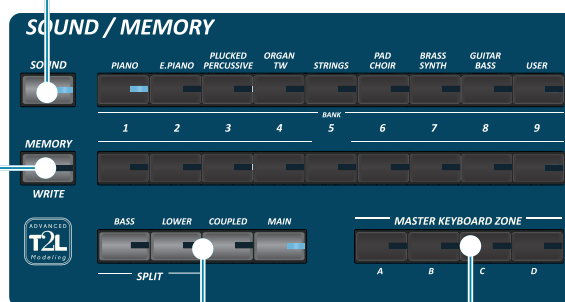 SOUND / MEMORY
SOUND
PIANO
E.PIANO
PLUCKED
PERCUSSIVE
ORGAN
TW
STRINGS
PAD
CHOIR
BRASS
SYNTH
GUITAR
BASS
USER
BANK
1 2 3 4 5 6 7 8 9
MEMORY
WRITE
ADVANCED
T2L
Modeling
BASS LOWER COUPLED MAIN
SPLIT
MASTER KEYBOARD ZONE
A B C D